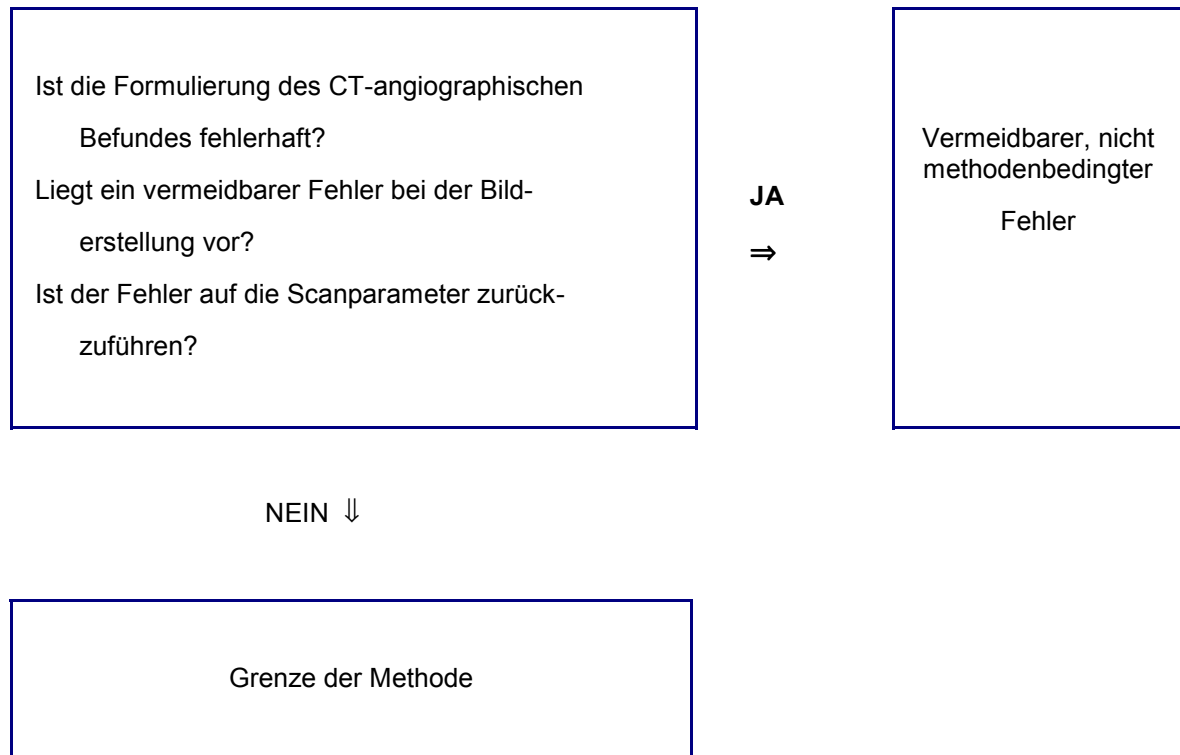 Ist die Formulierung des CT-angiographischen
Befundes fehlerhaft?
Liegt ein vermeidbarer Fehler bei der Bild-
erstellung vor?
Ist der Fehler auf die Scanparameter zurück-
zuführen?
JA
⇒
Vermeidbarer, nicht
methodenbedingter
Fehler
NEIN ⇓
Grenze der Methode